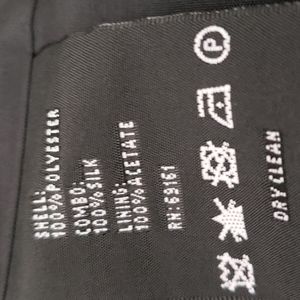 SHELL:
100%POLYESTER
COMBO:
100%SILK
LINING:
100%ACETATE
RN:69161
P
DRY CLEAN